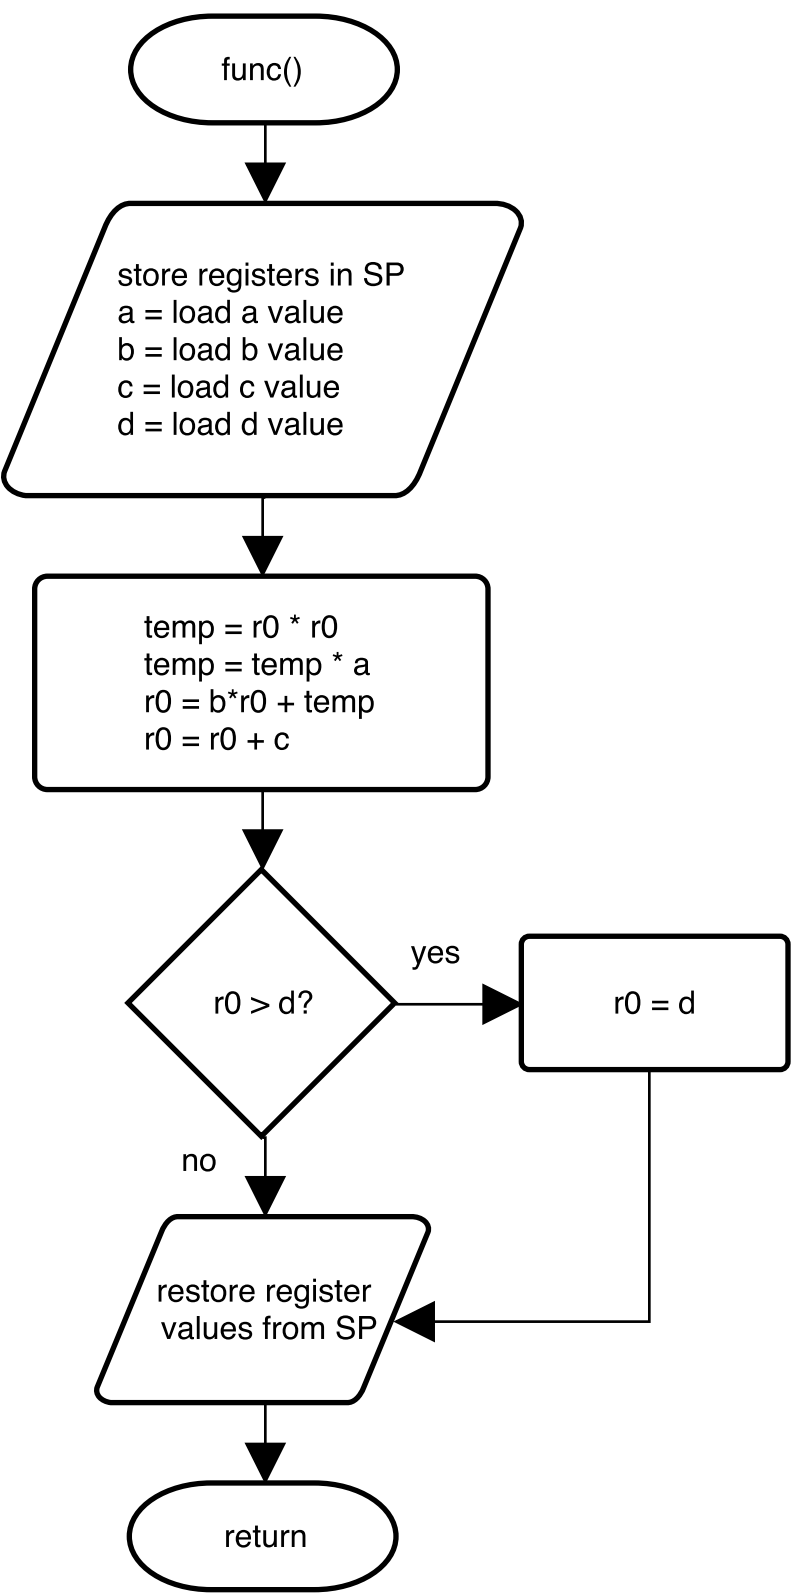 func()
store registers in SP
a = load a value
b = load b value
c = load c value
d = load d value
temp = r0 * r0
temp = temp * a
r0 = b*r0 + temp
r0 = r0 + c
r0 > d?
yes
r0 = d
no
restore register
values from SP
return